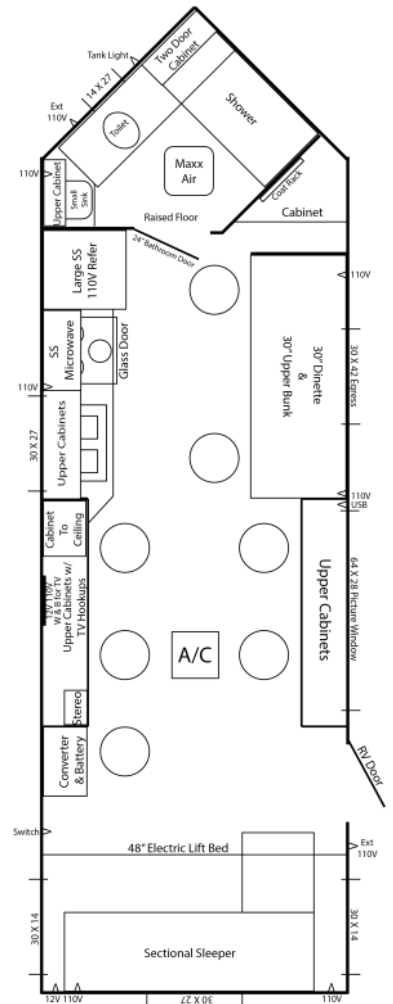 Tank Light
Two Door
Cabinet
14 X 27
Ext
110V
Toilet
Shower
110V
Upper Cabinet
Small
Sink
Maxx
Air
Coat Rack
Raised Floor
Cabinet
24" Bathroom Door
Large SS
110V Refer
110V
SS
Microwave
Glass Door
30" Dinette
&
30" Upper Bunk
30 X 42 Egress
110V
30 X 27
Upper Cabinets
110V
USB
Cabinet
To
Ceiling
12V 110V
W & B for TV
Upper Cabinets w/
TV Hookups
Upper Cabinets
64 X 28 Picture Window
A/C
Stereo
Converter
& Battery
RV Door
Switch
48" Electric Lift Bed
Ext
110V
30 X 14
30 X 14
Sectional Sleeper
12V 110V
30 X 27
110V